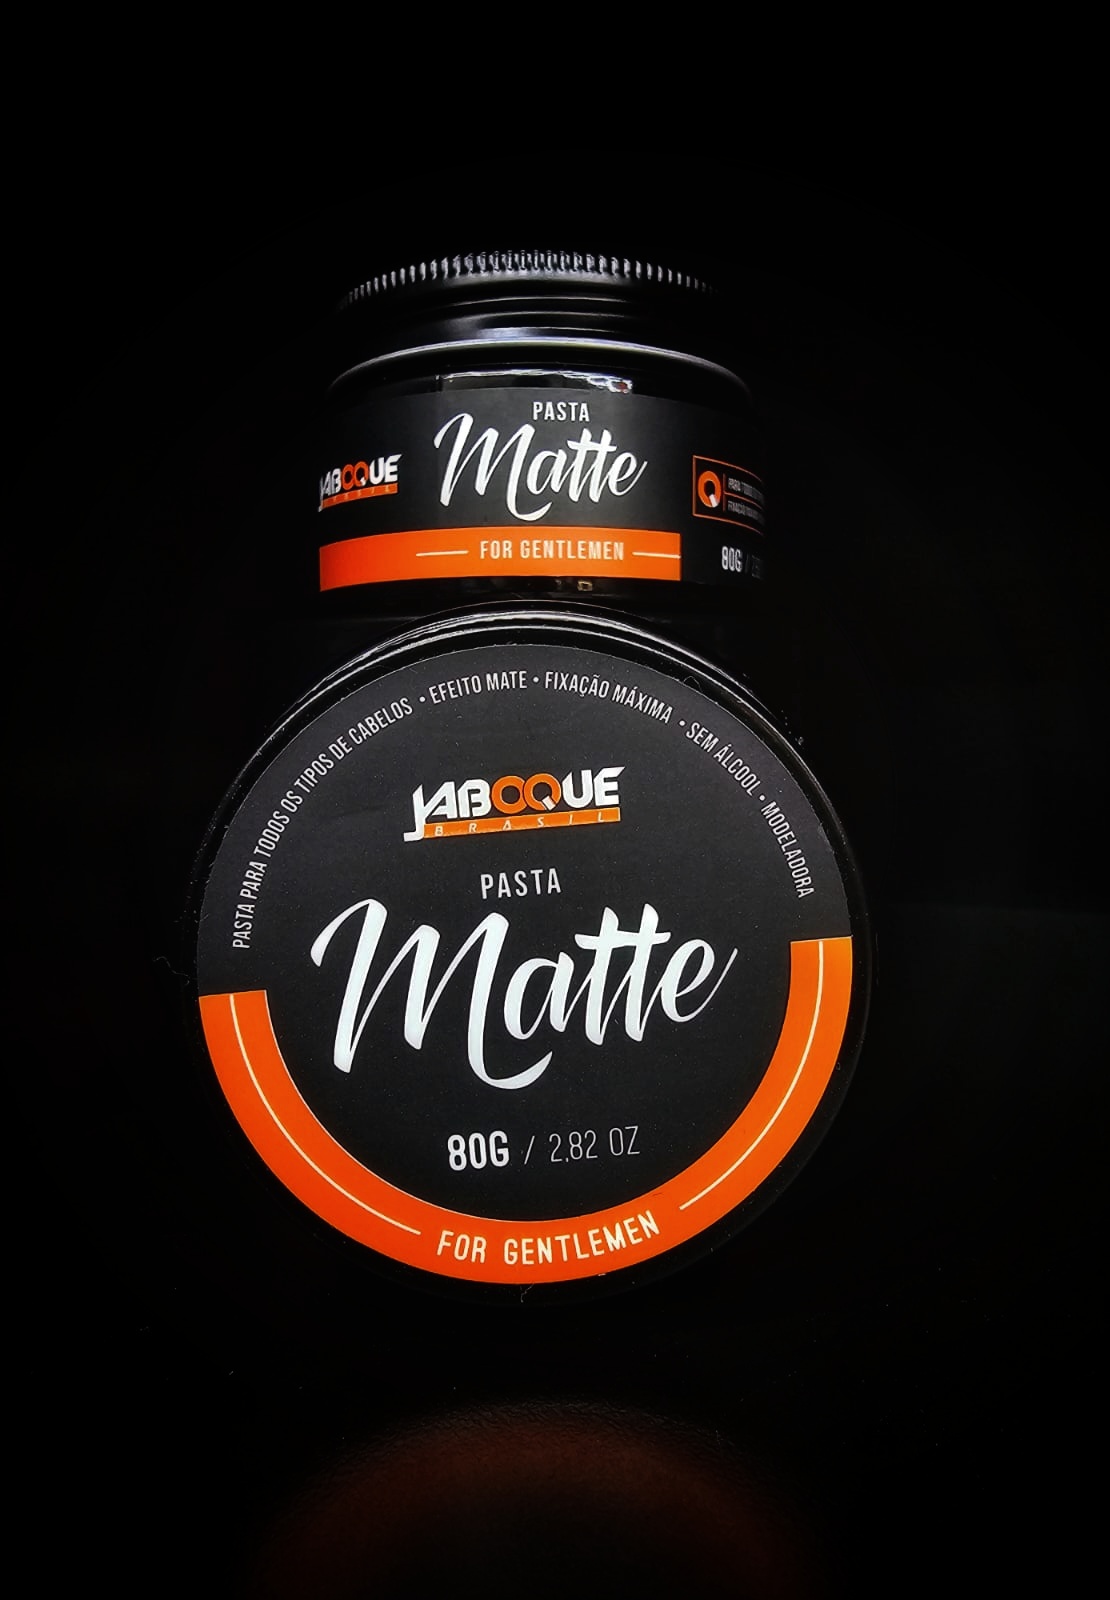 PASTA
Matte
JABOQUE
BRASIL
FOR GENTLEMEN
80G /
PASTA PARA TODOS OS TIPOS DE CABELOS • EFEITO MATE • FIXAÇÃO MÁXIMA • SEM ÁLCOOL • MODELADORA
JABOQUE
BRASIL
PASTA
Matte
80G / 2,82 OZ
FOR GENTLEMEN